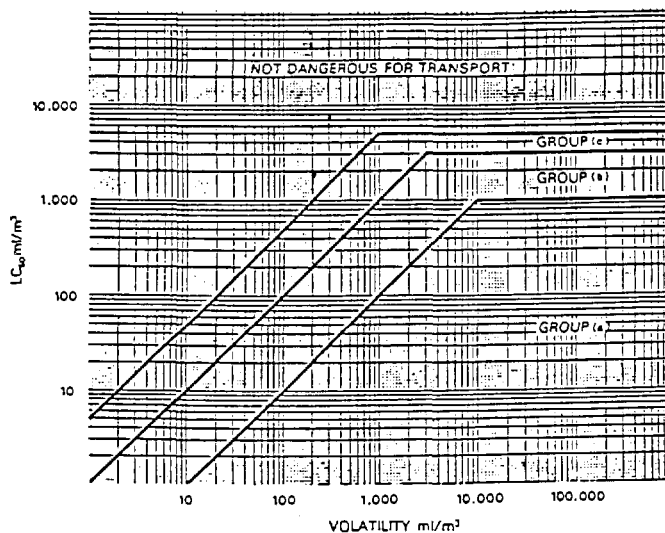 NOT DANGEROUS FOR TRANSPORT
10.000
GROUP (c)
GROUP (b)
1.000
LC50 ml/m³
100
GROUP (a)
10
10 100 1,000 10.000 100.000
VOLATILITY ml/m³